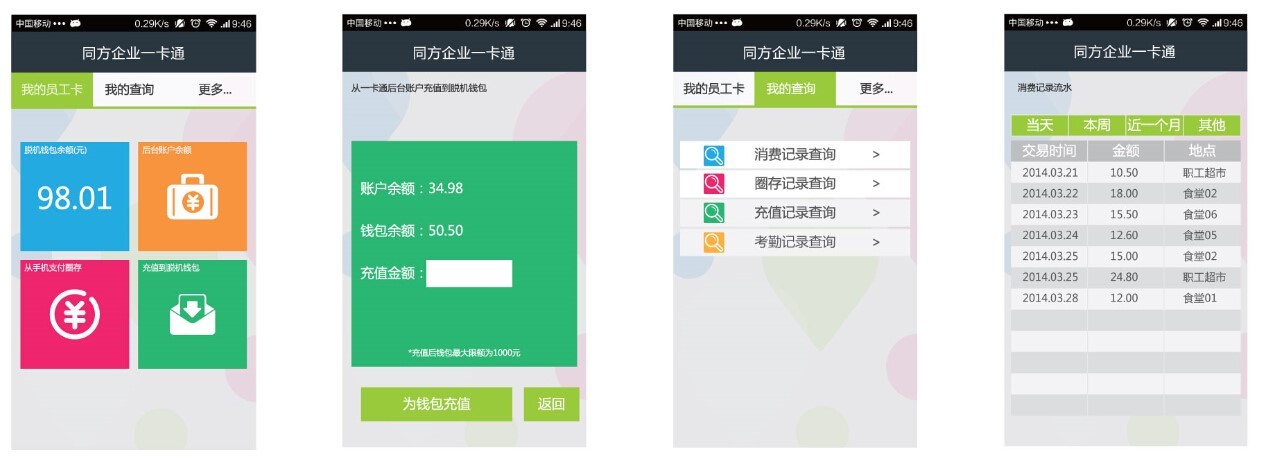 中国移动 ••• 0.29K/s 9:46
同方企业一卡通
我的员工卡 我的查询 更多...
脱机钱包余额(元) 后台账户余额
98.01
从手机支付圈存 充值到脱机钱包
中国移动 ••• 0.29K/s 9:46
同方企业一卡通
从一卡通后台账户充值到脱机钱包
账户余额：34.98
钱包余额：50.50
充值金额：
*充值后钱包最大限额为1000元
为钱包充值 返回
中国移动 ••• 0.29K/s 9:46
同方企业一卡通
我的员工卡 我的查询 更多...
消费记录查询 >
圈存记录查询 >
充值记录查询 >
考勤记录查询 >
中国移动 ••• 0.29K/s 9:46
同方企业一卡通
消费记录流水
当天 本周 近一个月 其他
交易时间 金额 地点
2014.03.21 10.50 职工超市
2014.03.22 18.00 食堂02
2014.03.23 15.50 食堂06
2014.03.24 12.60 食堂05
2014.03.25 15.00 食堂02
2014.03.25 24.80 职工超市
2014.03.28 12.00 食堂01